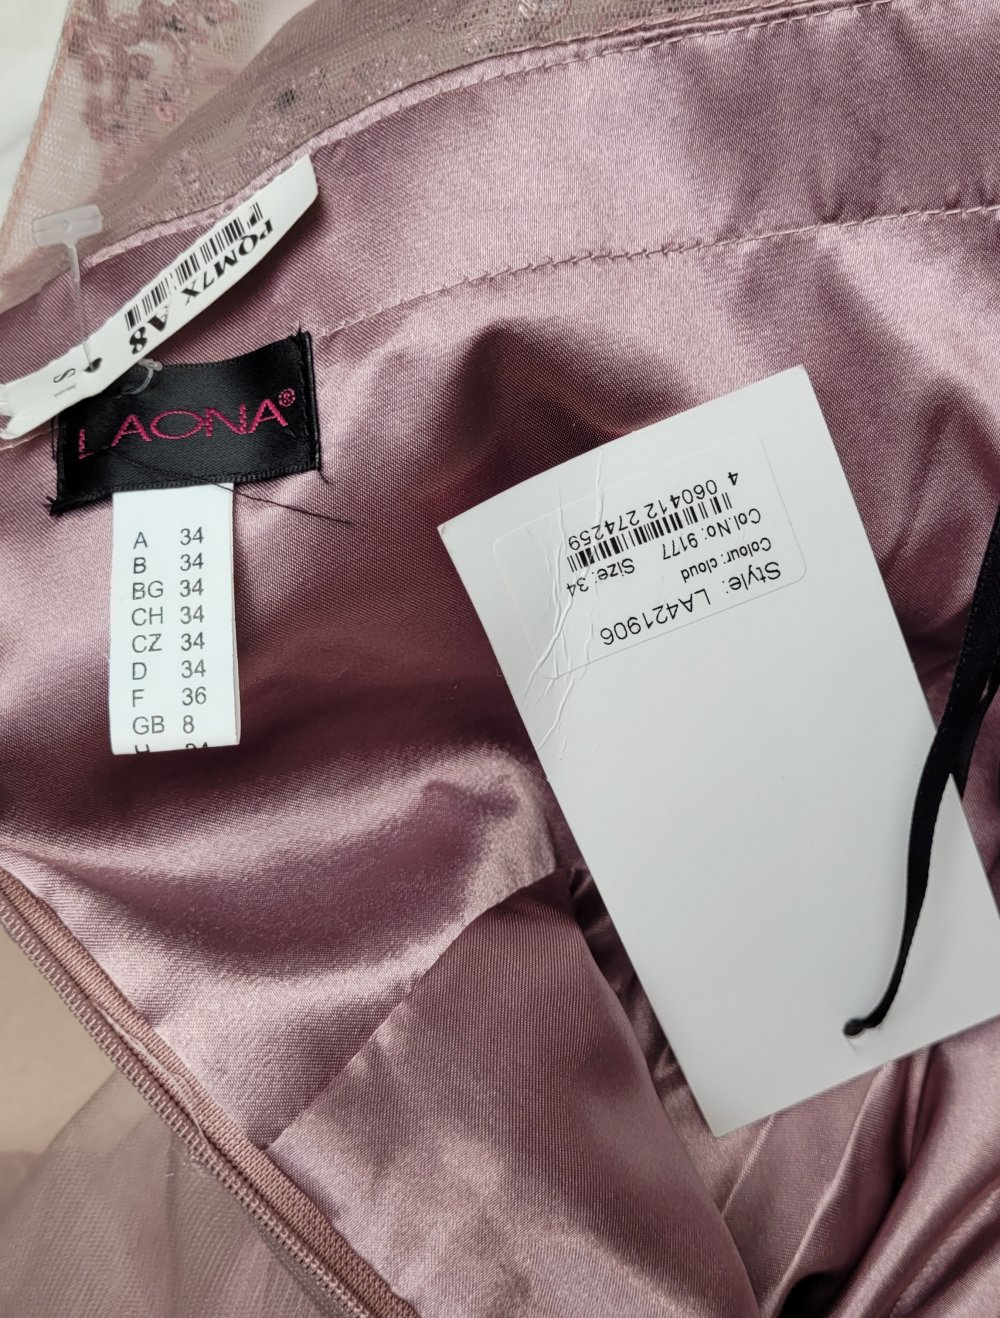 POM7X A8
S
LAONA®
A 34
B 34
BG 34
CH 34
CZ 34
D 34
F 36
GB 8
Style: LA421906
Colour: cloud
Col.No: 9177 Size: 34
4 060412 274259